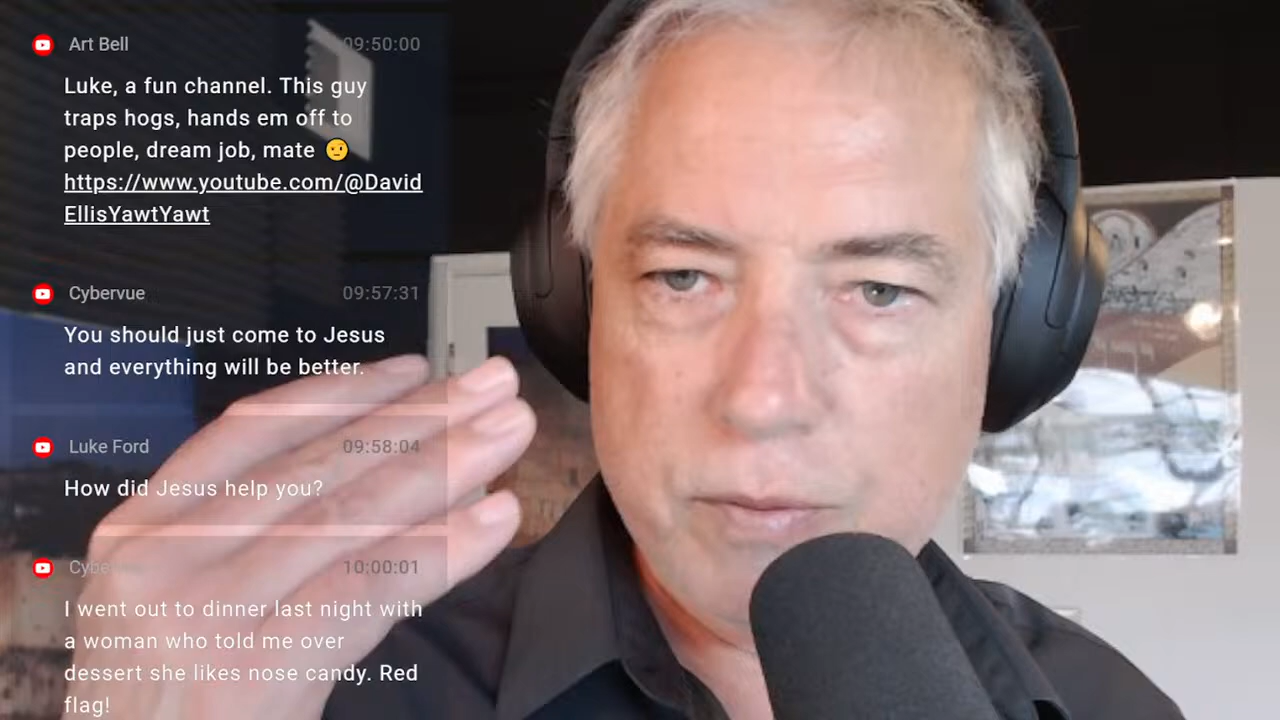 Art Bell 09:50:00
Luke, a fun channel. This guy
traps hogs, hands em off to
people, dream job, mate 🤨
https://www.youtube.com/@David
EllisYawtYawt
Cybervue 09:57:31
You should just come to Jesus
and everything will be better.
Luke Ford 09:58:04
How did Jesus help you?
Cybe 10:00:01
I went out to dinner last night with
a woman who told me over
dessert she likes nose candy. Red
flag!